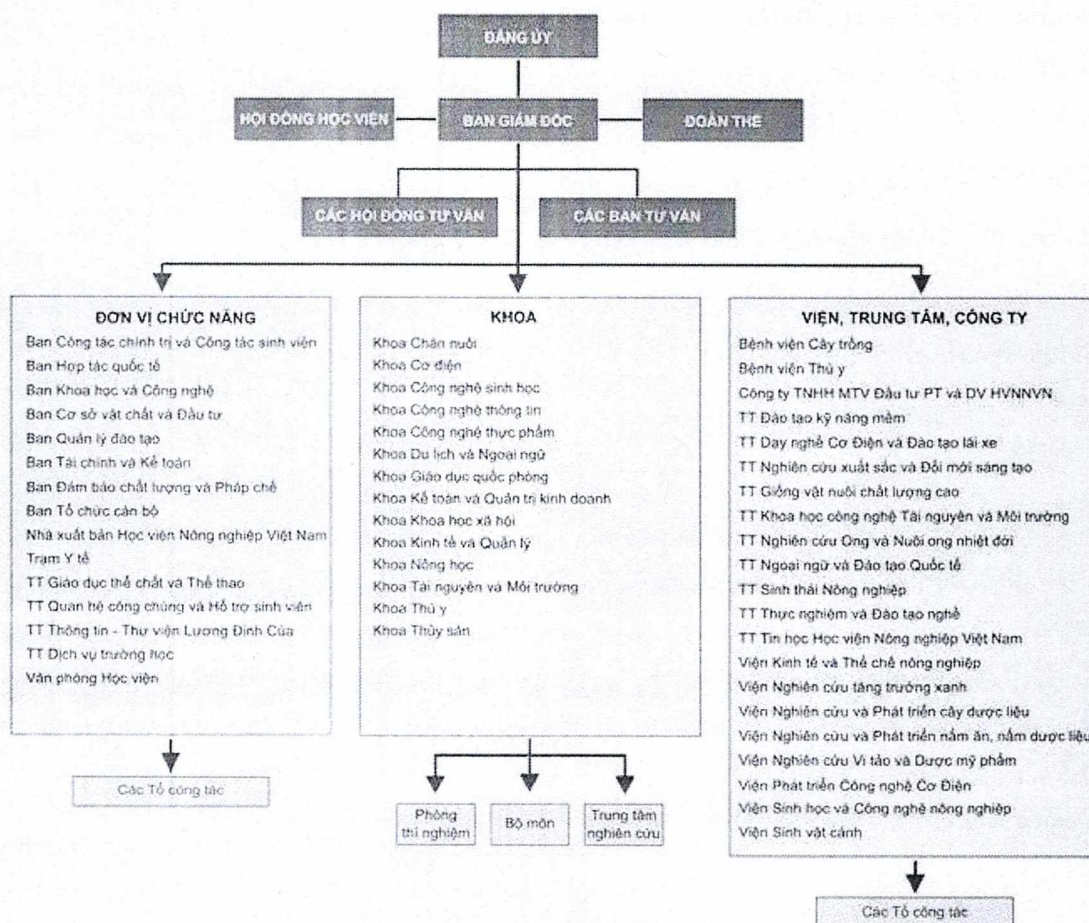 ĐẢNG ỦY
HỘI ĐỒNG HỌC VIỆN
BAN GIÁM ĐỐC
ĐOÀN THỂ
CÁC HỘI ĐỒNG TƯ VẤN
CÁC BAN TƯ VẤN
ĐƠN VỊ CHỨC NĂNG
Ban Công tác chính trị và Công tác sinh viên
Ban Hợp tác quốc tế
Ban Khoa học và Công nghệ
Ban Cơ sở vật chất và Đầu tư
Ban Quản lý đào tạo
Ban Tài chính và Kế toán
Ban Đảm bảo chất lượng và Pháp chế
Ban Tổ chức cán bộ
Nhà xuất bản Học viện Nông nghiệp Việt Nam
Trạm Y tế
TT Giáo dục thể chất và Thể thao
TT Quan hệ công chúng và Hỗ trợ sinh viên
TT Thông tin - Thư viện Lương Định Của
TT Dịch vụ trường học
Văn phòng Học viện
Các Tổ công tác
KHOA
Khoa Chăn nuôi
Khoa Cơ điện
Khoa Công nghệ sinh học
Khoa Công nghệ thông tin
Khoa Công nghệ thực phẩm
Khoa Du lịch và Ngoại ngữ
Khoa Giáo dục quốc phòng
Khoa Kế toán và Quản trị kinh doanh
Khoa Khoa học xã hội
Khoa Kinh tế và Quản lý
Khoa Nông học
Khoa Tài nguyên và Môi trường
Khoa Thú y
Khoa Thủy sản
Phòng
thí nghiệm
Bộ môn
Trung tâm
nghiên cứu
VIỆN, TRUNG TÂM, CÔNG TY
Bệnh viện Cây trồng
Bệnh viện Thú y
Công ty TNHH MTV Đầu tư PT và DV HVNNVN
TT Đào tạo kỹ năng mềm
TT Dạy nghề Cơ Điện và Đào tạo lái xe
TT Nghiên cứu xuất sắc và Đổi mới sáng tạo
TT Giống vật nuôi chất lượng cao
TT Khoa học công nghệ Tài nguyên và Môi trường
TT Nghiên cứu Ong và Nuôi ong nhiệt đới
TT Ngoại ngữ và Đào tạo Quốc tế
TT Sinh thái Nông nghiệp
TT Thực nghiệm và Đào tạo nghề
TT Tin học Học viện Nông nghiệp Việt Nam
Viện Kinh tế và Thể chế nông nghiệp
Viện Nghiên cứu tăng trưởng xanh
Viện Nghiên cứu và Phát triển cây dược liệu
Viện Nghiên cứu và Phát triển nấm ăn, nấm dược liệu
Viện Nghiên cứu Vi tảo và Dược mỹ phẩm
Viện Phát triển Công nghệ Cơ Điện
Viện Sinh học và Công nghệ nông nghiệp
Viện Sinh vật cảnh
Các Tổ công tác